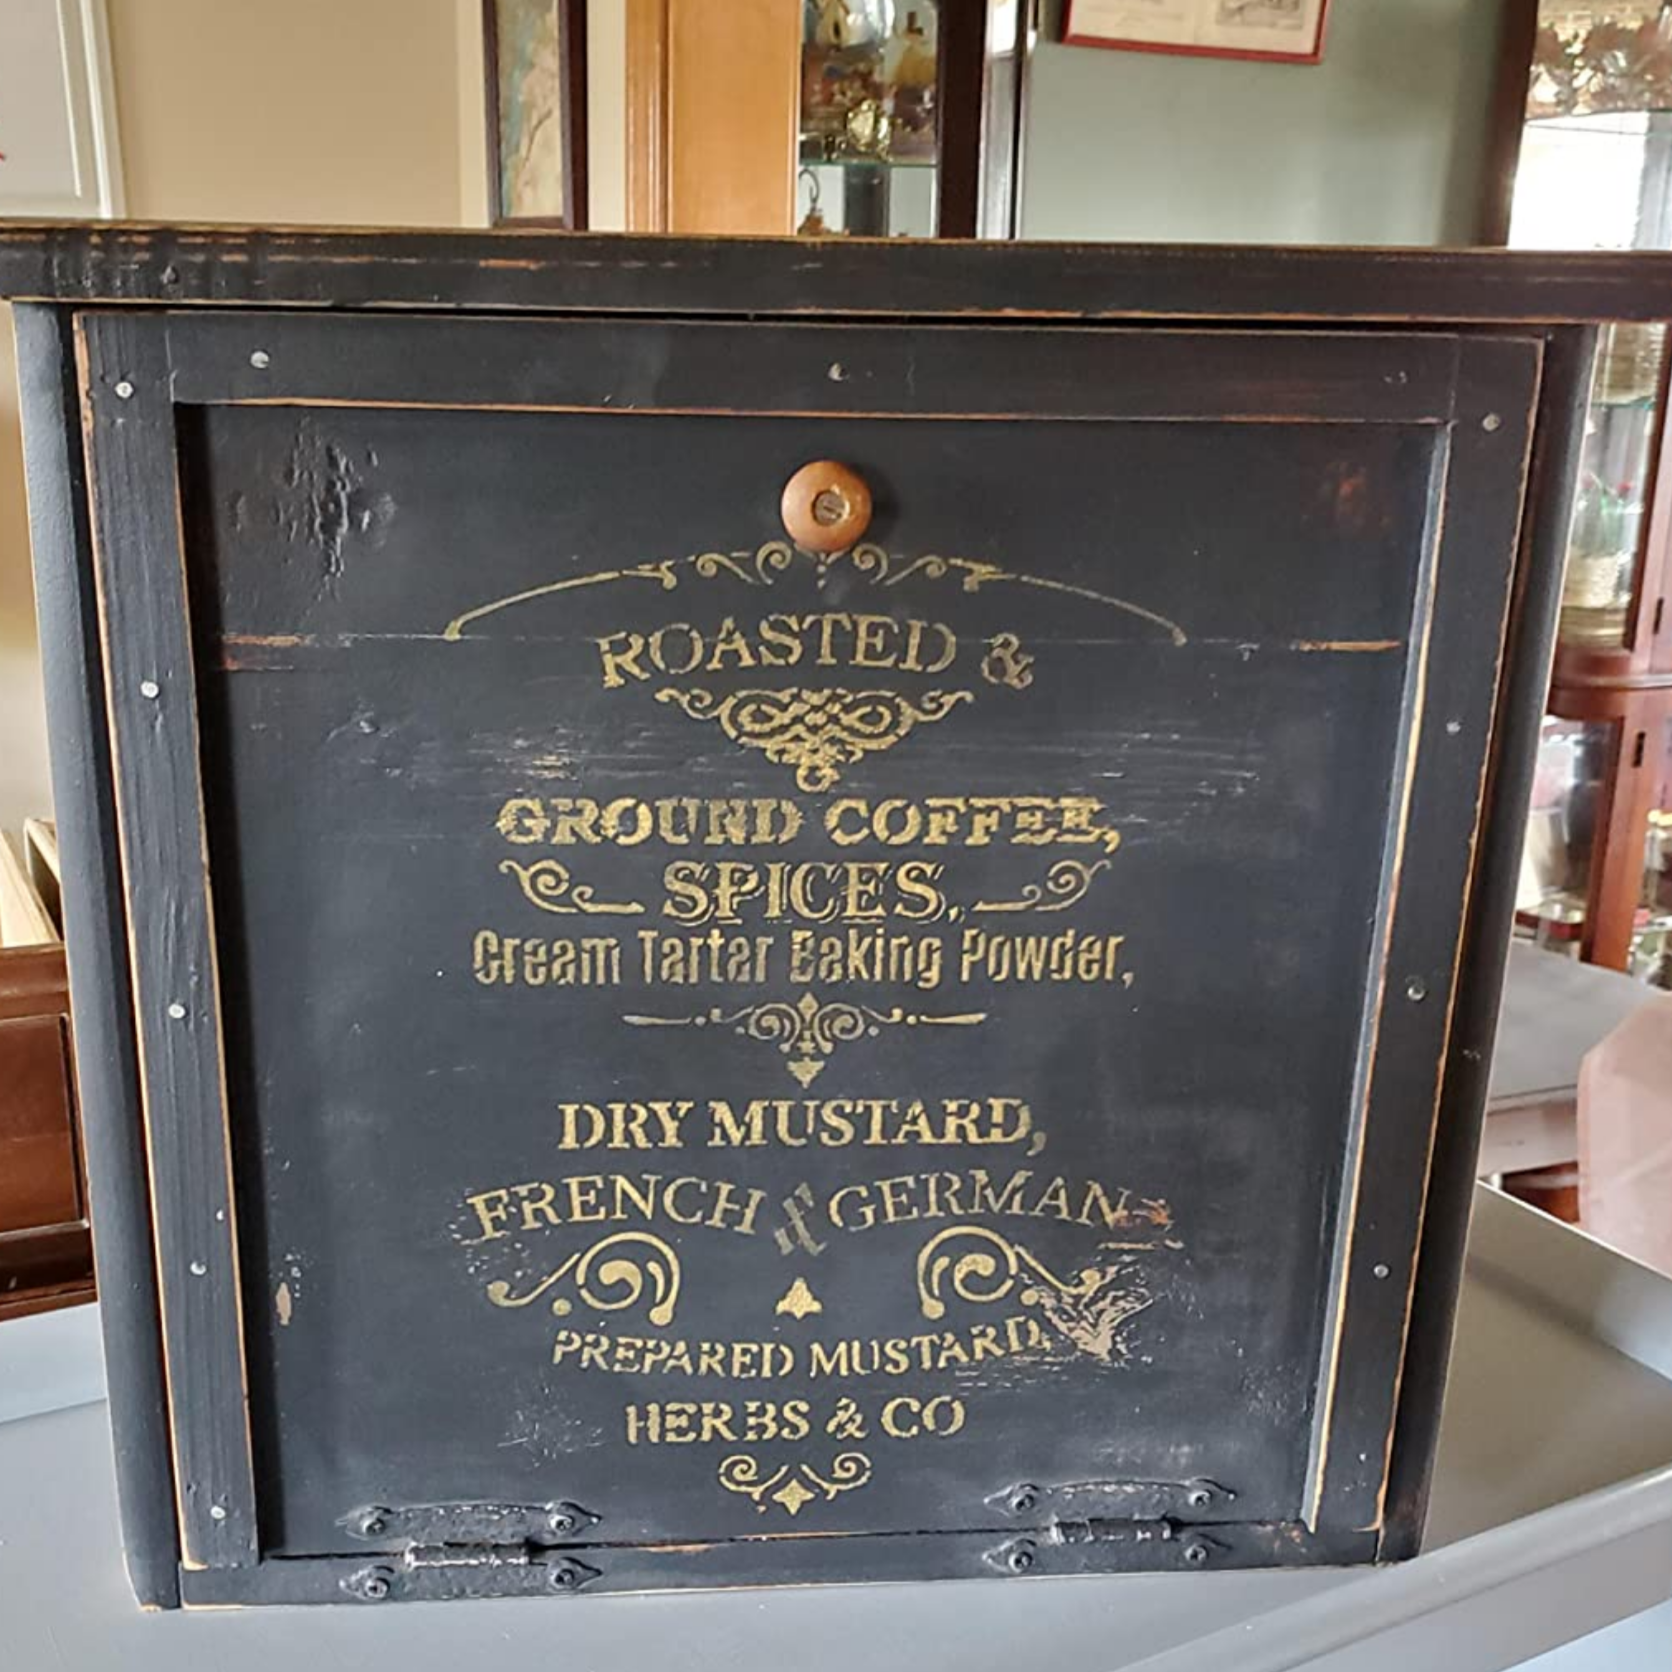 ROASTED &
GROUND COFFEE,
SPICES,
Cream Tartar Baking Powder,
DRY MUSTARD,
FRENCH & GERMAN
PREPARED MUSTARD,
HERBS & CO